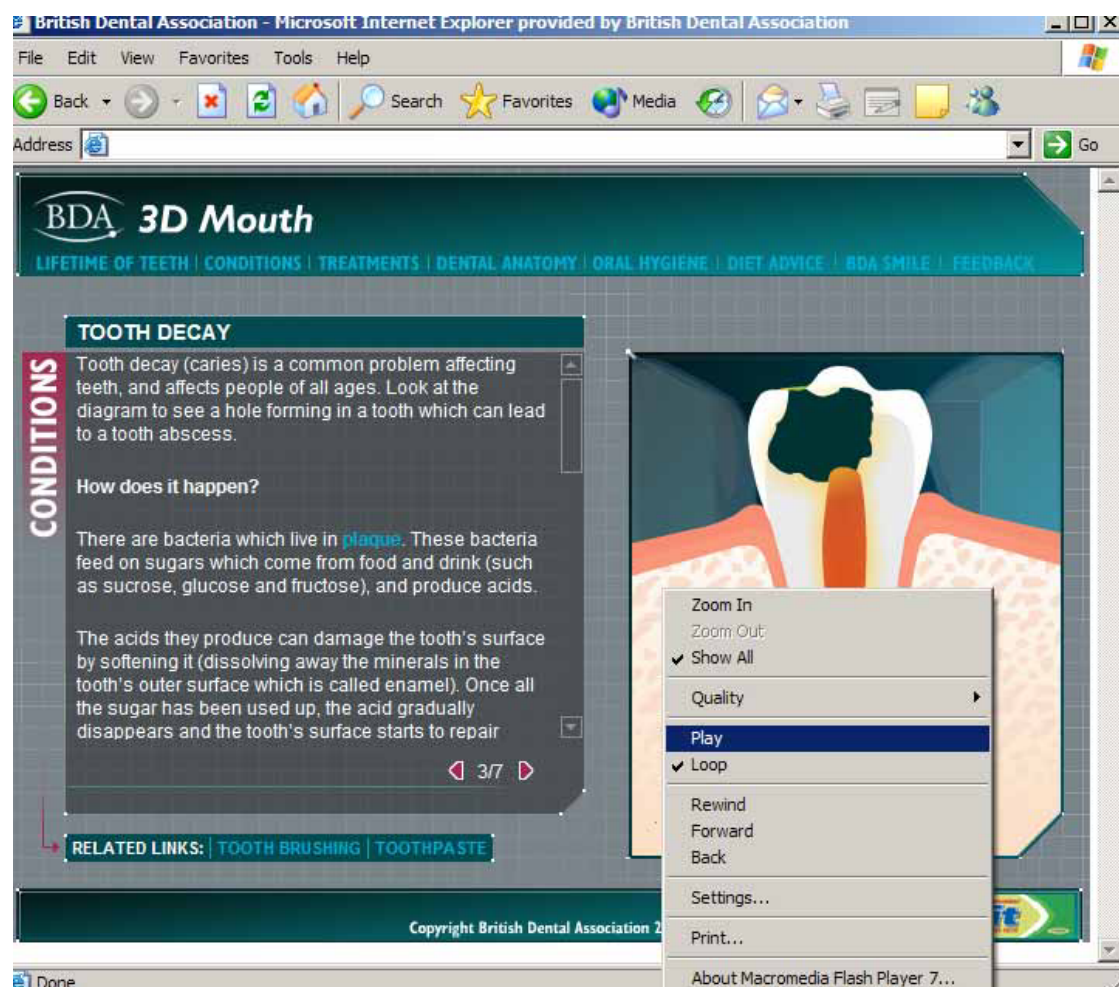 British Dental Association - Microsoft Internet Explorer provided by British Dental Association
File Edit View Favorites Tools Help
Back Search Favorites Media
Address Go
BDA 3D Mouth
LIFETIME OF TEETH | CONDITIONS | TREATMENTS | DENTAL ANATOMY | ORAL HYGIENE | DIET ADVICE | BDA SMILE | FEEDBACK
TOOTH DECAY
CONDITIONS
Tooth decay (caries) is a common problem affecting
teeth, and affects people of all ages. Look at the
diagram to see a hole forming in a tooth which can lead
to a tooth abscess.
How does it happen?
There are bacteria which live in plaque. These bacteria
feed on sugars which come from food and drink (such
as sucrose, glucose and fructose), and produce acids.
The acids they produce can damage the tooth's surface
by softening it (dissolving away the minerals in the
tooth's outer surface which is called enamel). Once all
the sugar has been used up, the acid gradually
disappears and the tooth's surface starts to repair
3/7
RELATED LINKS: | TOOTH BRUSHING | TOOTHPASTE
Zoom In
Zoom Out
Show All
Quality
Play
Loop
Rewind
Forward
Back
Settings...
Print...
About Macromedia Flash Player 7...
Copyright British Dental Association 2
it
Done